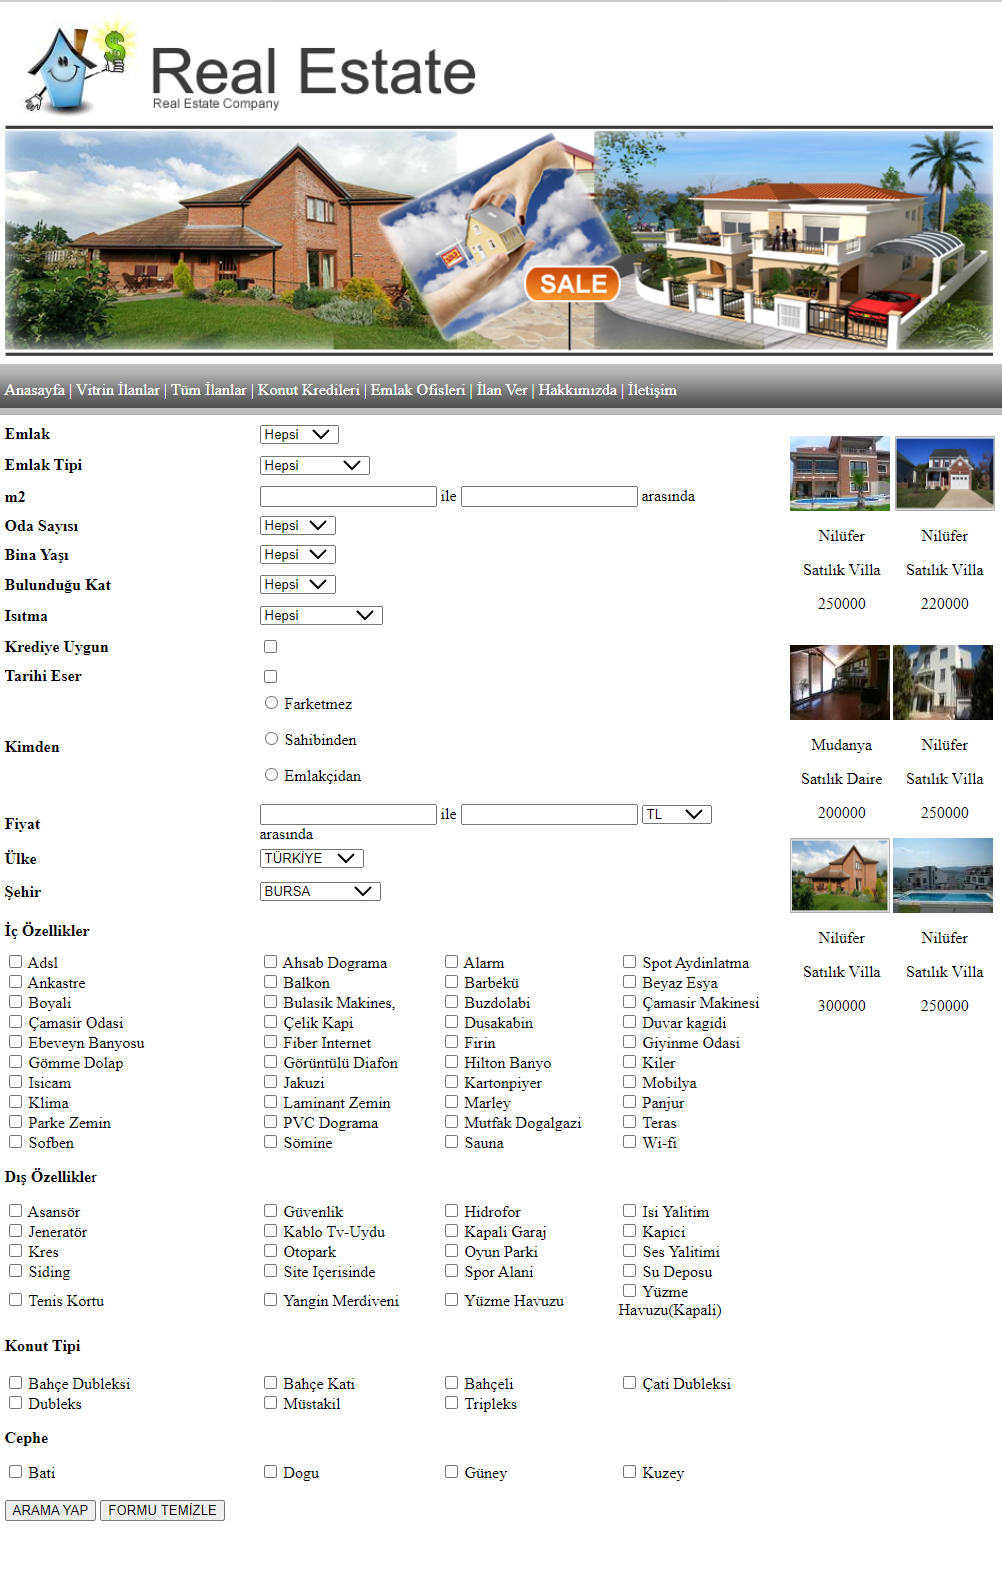 Real Estate
Real Estate Company
SALE
Anasayfa | Vitrin İlanlar | Tüm İlanlar | Konut Kredileri | Emlak Ofisleri | İlan Ver | Hakkımızda | İletişim
Emlak Hepsi
Emlak Tipi Hepsi
m2 ile arasında
Oda Sayısı Hepsi
Bina Yaşı Hepsi
Bulunduğu Kat Hepsi
Isıtma Hepsi
Krediye Uygun
Tarihi Eser
Kimden
Farketmez
Sahibinden
Emlakçidan
Fiyat ile TL
arasında
Ülke TÜRKİYE
Şehir BURSA
İç Özellikler
Adsl Ahsab Dograma Alarm Spot Aydinlatma
Ankastre Balkon Barbekü Beyaz Esya
Boyali Bulasik Makines, Buzdolabi Çamasir Makinesi
Çamasir Odasi Çelik Kapi Dusakabin Duvar kagidi
Ebeveyn Banyosu Fiber Internet Firin Giyinme Odasi
Gömme Dolap Görüntülü Diafon Hilton Banyo Kiler
Isicam Jakuzi Kartonpiyer Mobilya
Klima Laminant Zemin Marley Panjur
Parke Zemin PVC Dograma Mutfak Dogalgazi Teras
Sofben Sömine Sauna Wi-fi
Dış Özellikler
Asansör Güvenlik Hidrofor Isi Yalitim
Jeneratör Kablo Tv-Uydu Kapali Garaj Kapici
Kres Otopark Oyun Parki Ses Yalitimi
Siding Site Içerisinde Spor Alani Su Deposu
Tenis Kortu Yangin Merdiveni Yüzme Havuzu Yüzme
Havuzu(Kapali)
Konut Tipi
Bahçe Dubleksi Bahçe Kati Bahçeli Çati Dubleksi
Dubleks Müstakil Tripleks
Cephe
Bati Dogu Güney Kuzey
ARAMA YAP FORMU TEMİZLE
Nilüfer Nilüfer
Satılık Villa Satılık Villa
250000 220000
Mudanya Nilüfer
Satılık Daire Satılık Villa
200000 250000
Nilüfer Nilüfer
Satılık Villa Satılık Villa
300000 250000